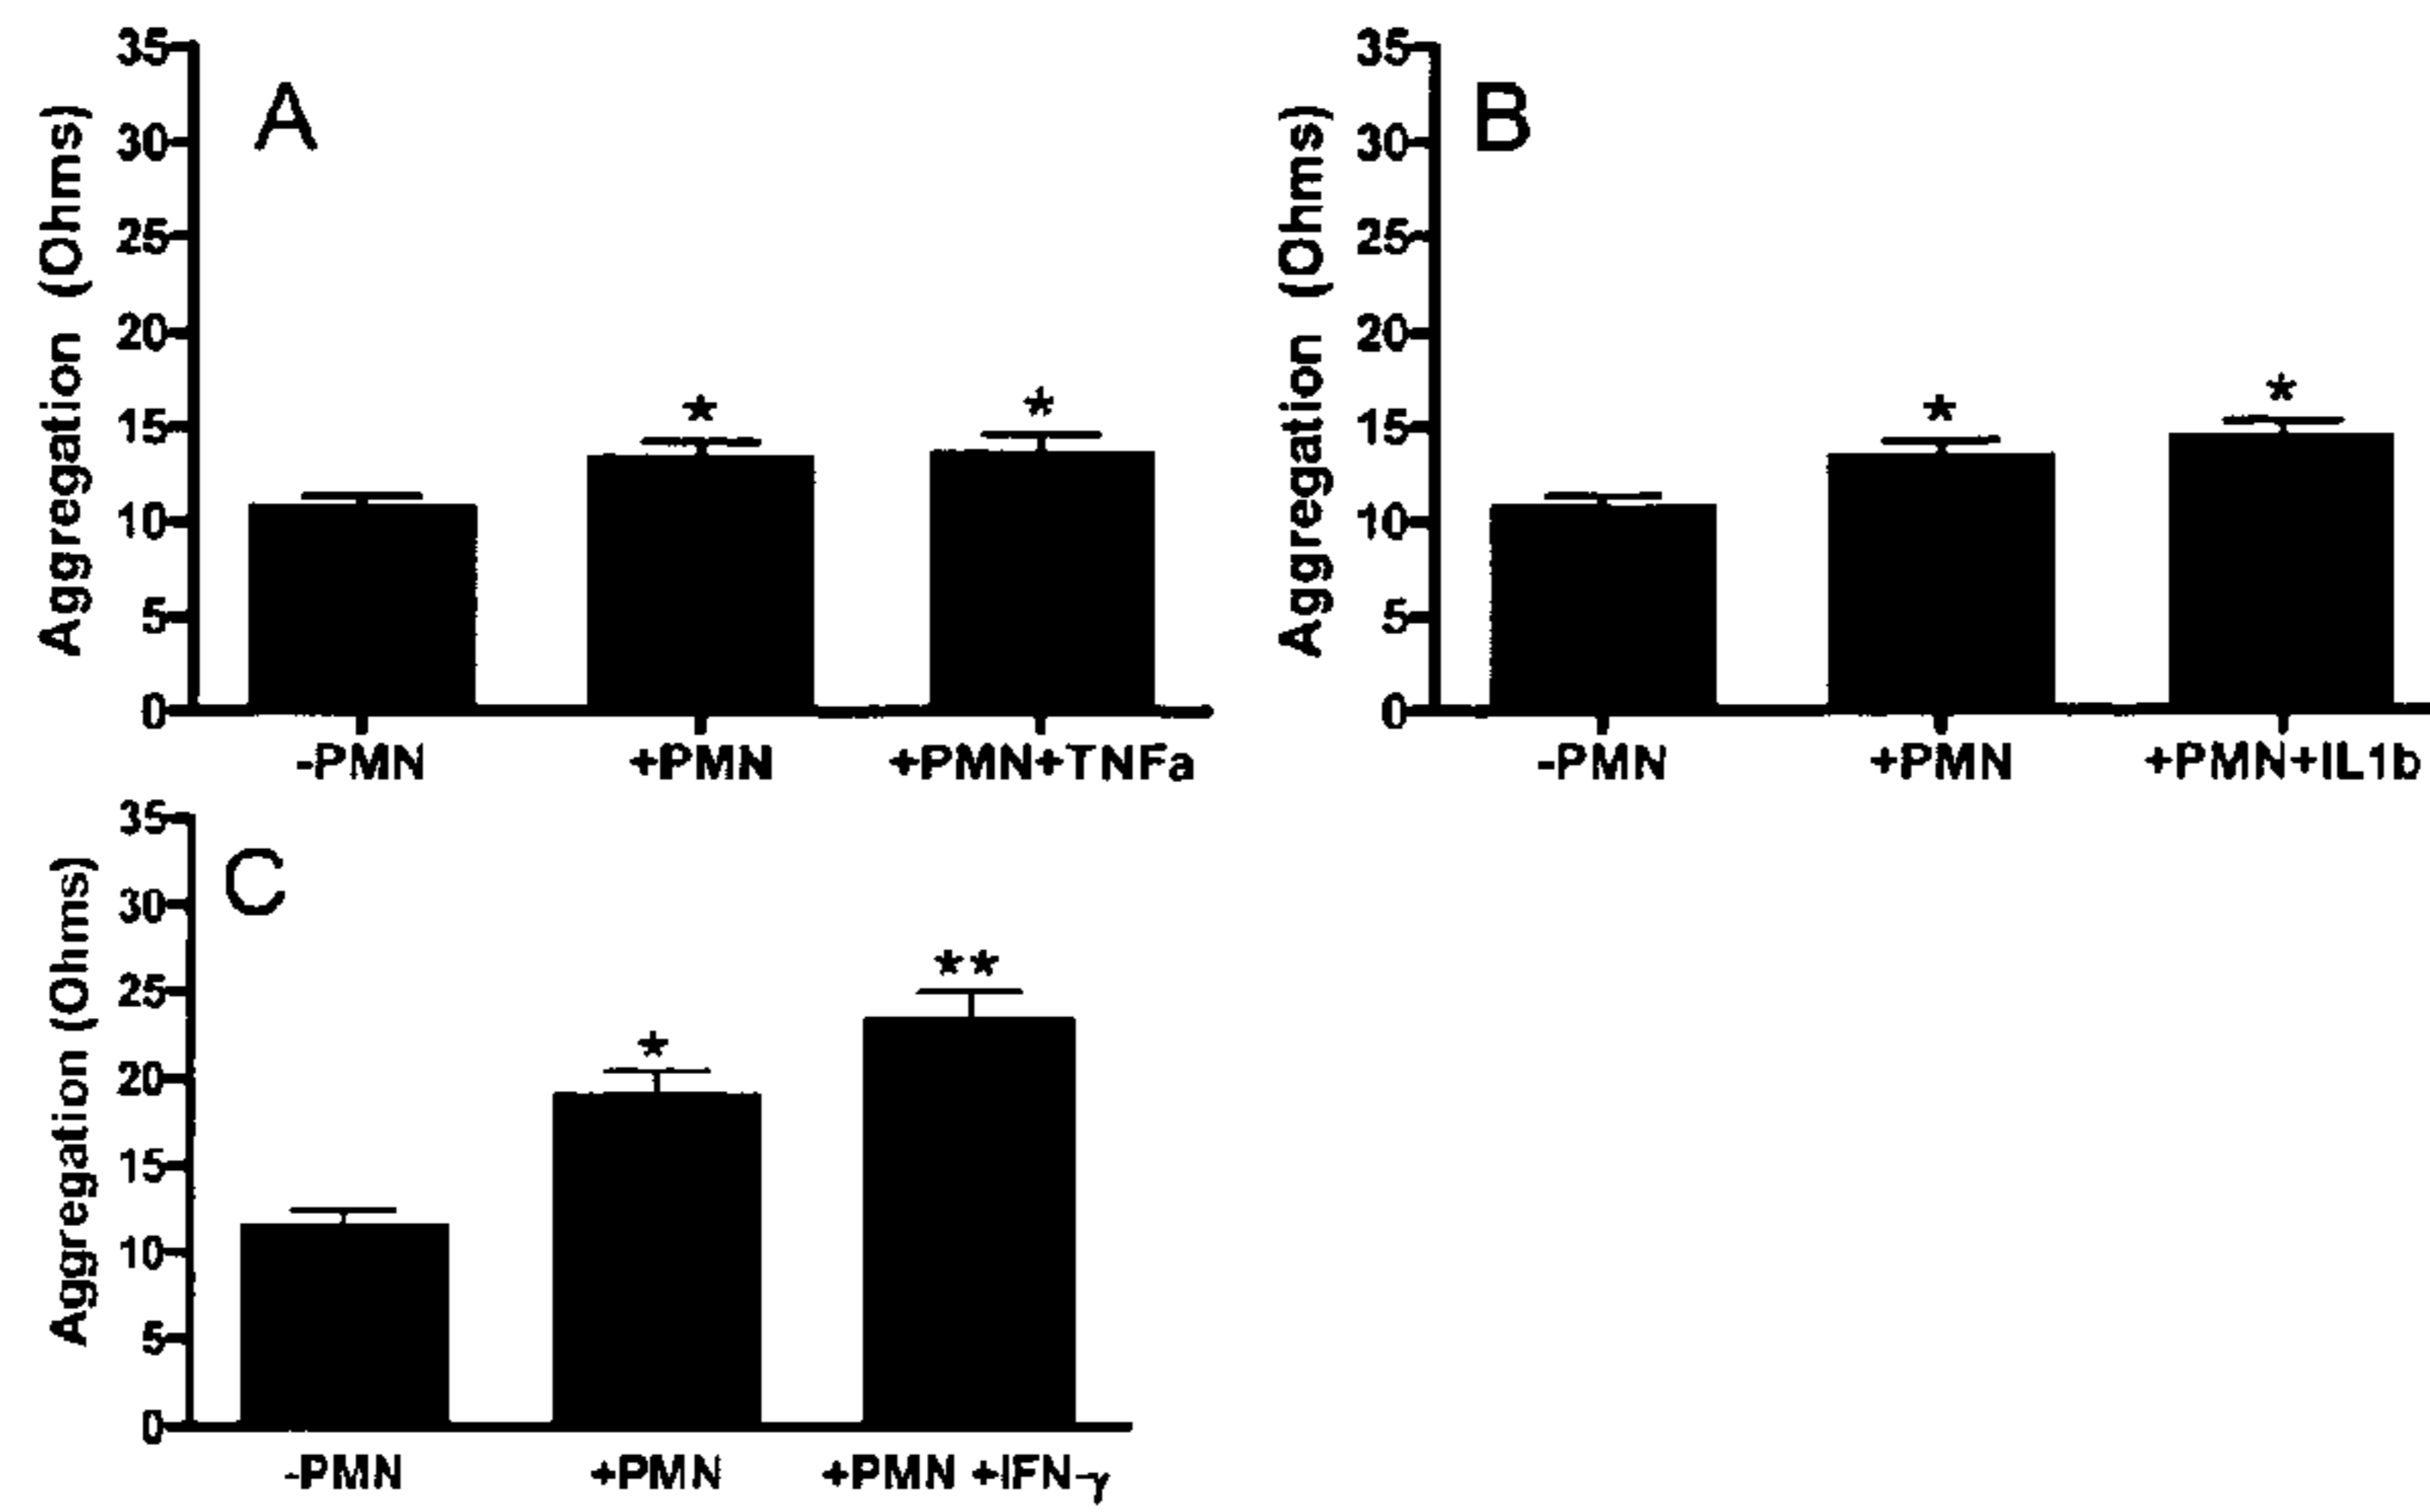 A
Aggregation (Ohms)
35
30
25
20
15
10
5
0
*
*
-PMN
+PMN
+PMN+TNFa
B
Aggregation (Ohms)
35
30
25
20
15
10
5
0
*
*
-PMN
+PMN
+PMN+IL1b
C
Aggregation (Ohms)
35
30
25
20
15
10
5
0
*
**
-PMN
+PMN
+PMN +IFN-γ